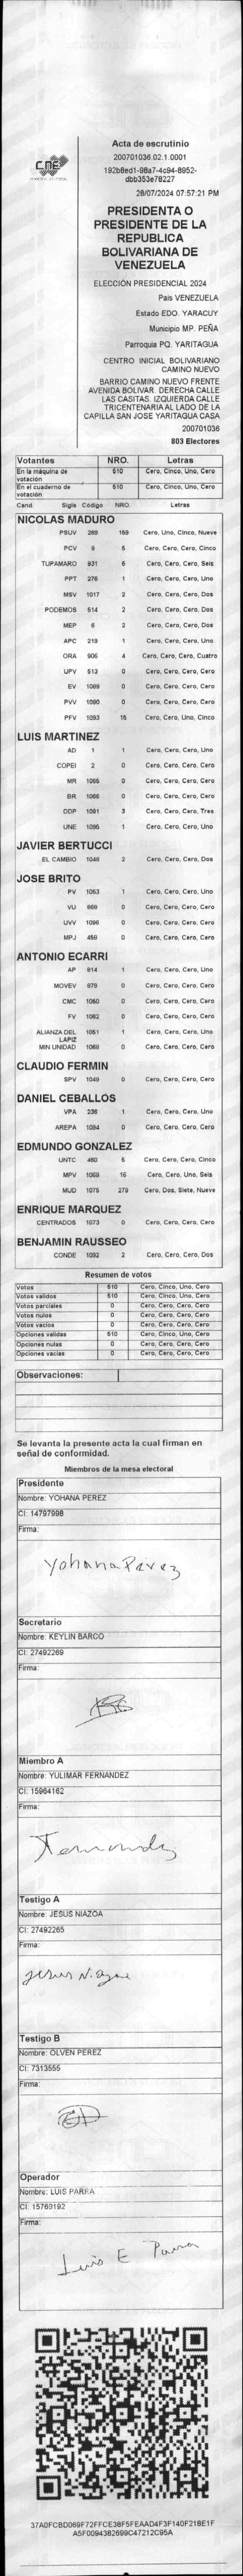 CNE
Acta de escrutinio
200701036.02.1.0001
192b8ed1-98a7-4c94-8952-
dbb353e78227
28/07/2024 07:57:21 PM
PRESIDENTA O
PRESIDENTE DE LA
REPUBLICA
BOLIVARIANA DE
VENEZUELA
ELECCIÓN PRESIDENCIAL 2024
País VENEZUELA
Estado EDO. YARACUY
Municipio MP. PEÑA
Parroquia PQ. YARITAGUA
CENTRO INICIAL BOLIVARIANO
CAMINO NUEVO
BARRIO CAMINO NUEVO FRENTE
AVENIDA BOLIVAR. DERECHA CALLE
LAS CASITAS. IZQUIERDA CALLE
TRICENTENARIA AL LADO DE LA
CAPILLA SAN JOSE YARITAGUA CASA
200701036
803 Electores
Votantes NRO. Letras
En la máquina de votación 510 Cero, Cinco, Uno, Cero
En el cuaderno de votación 510 Cero, Cinco, Uno, Cero
Cand. Sigla Código NRO. Letras
NICOLAS MADURO
PSUV 269 159 Cero, Uno, Cinco, Nueve
PCV 9 5 Cero, Cero, Cero, Cinco
TUPAMARO 931 6 Cero, Cero, Cero, Seis
PPT 276 1 Cero, Cero, Cero, Uno
MSV 1017 2 Cero, Cero, Cero, Dos
PODEMOS 514 2 Cero, Cero, Cero, Dos
MEP 6 2 Cero, Cero, Cero, Dos
APC 219 1 Cero, Cero, Cero, Uno
ORA 906 4 Cero, Cero, Cero, Cuatro
UPV 513 0 Cero, Cero, Cero, Cero
EV 1089 0 Cero, Cero, Cero, Cero
PVV 1090 0 Cero, Cero, Cero, Cero
PFV 1093 15 Cero, Cero, Uno, Cinco
LUIS MARTINEZ
AD 1 1 Cero, Cero, Cero, Uno
COPEI 2 0 Cero, Cero, Cero, Cero
MR 1065 0 Cero, Cero, Cero, Cero
BR 1066 0 Cero, Cero, Cero, Cero
DDP 1091 3 Cero, Cero, Cero, Tres
UNE 1095 1 Cero, Cero, Cero, Uno
JAVIER BERTUCCI
EL CAMBIO 1048 2 Cero, Cero, Cero, Dos
JOSE BRITO
PV 1053 1 Cero, Cero, Cero, Uno
VU 868 0 Cero, Cero, Cero, Cero
UVV 1096 0 Cero, Cero, Cero, Cero
MPJ 458 0 Cero, Cero, Cero, Cero
ANTONIO ECARRI
AP 814 1 Cero, Cero, Cero, Uno
MOVEV 879 0 Cero, Cero, Cero, Cero
CMC 1050 0 Cero, Cero, Cero, Cero
FV 1082 0 Cero, Cero, Cero, Cero
ALIANZA DEL LAPIZ 1051 1 Cero, Cero, Cero, Uno
MIN UNIDAD 1068 0 Cero, Cero, Cero, Cero
CLAUDIO FERMIN
SPV 1049 0 Cero, Cero, Cero, Cero
DANIEL CEBALLOS
VPA 236 1 Cero, Cero, Cero, Uno
AREPA 1094 0 Cero, Cero, Cero, Cero
EDMUNDO GONZALEZ
UNTC 460 5 Cero, Cero, Cero, Cinco
MPV 1069 16 Cero, Cero, Uno, Seis
MUD 1075 279 Cero, Dos, Siete, Nueve
ENRIQUE MARQUEZ
CENTRADOS 1073 0 Cero, Cero, Cero, Cero
BENJAMIN RAUSSEO
CONDE 1092 2 Cero, Cero, Cero, Dos
Resumen de votos
Votos 510 Cero, Cinco, Uno, Cero
Votos validos 510 Cero, Cinco, Uno, Cero
Votos parciales 0 Cero, Cero, Cero, Cero
Votos nulos 0 Cero, Cero, Cero, Cero
Votos vacios 0 Cero, Cero, Cero, Cero
Opciones validas 510 Cero, Cinco, Uno, Cero
Opciones nulas 0 Cero, Cero, Cero, Cero
Opciones vacias 0 Cero, Cero, Cero, Cero
Observaciones:
Se levanta la presente acta la cual firman en
señal de conformidad.
Miembros de la mesa electoral
Presidente
Nombre: YOHANA PEREZ
CI: 14797998
Firma:
Yohana Perez
Secretario
Nombre: KEYLIN BARCO
CI: 27492269
Firma:
Miembro A
Nombre: YULIMAR FERNANDEZ
CI: 15964162
Firma:
Fernandez
Testigo A
Nombre: JESUS NIAZOA
CI: 27492265
Firma:
Testigo B
Nombre: OLVEN PEREZ
CI: 7313555
Firma:
Operador
Nombre: LUIS PARRA
CI: 15760192
Firma:
Luis E Parra
37A0FCBD069F72FFCE38F5FEAAD4F3F140F21BE1F
A5F0094382699C47212C95A